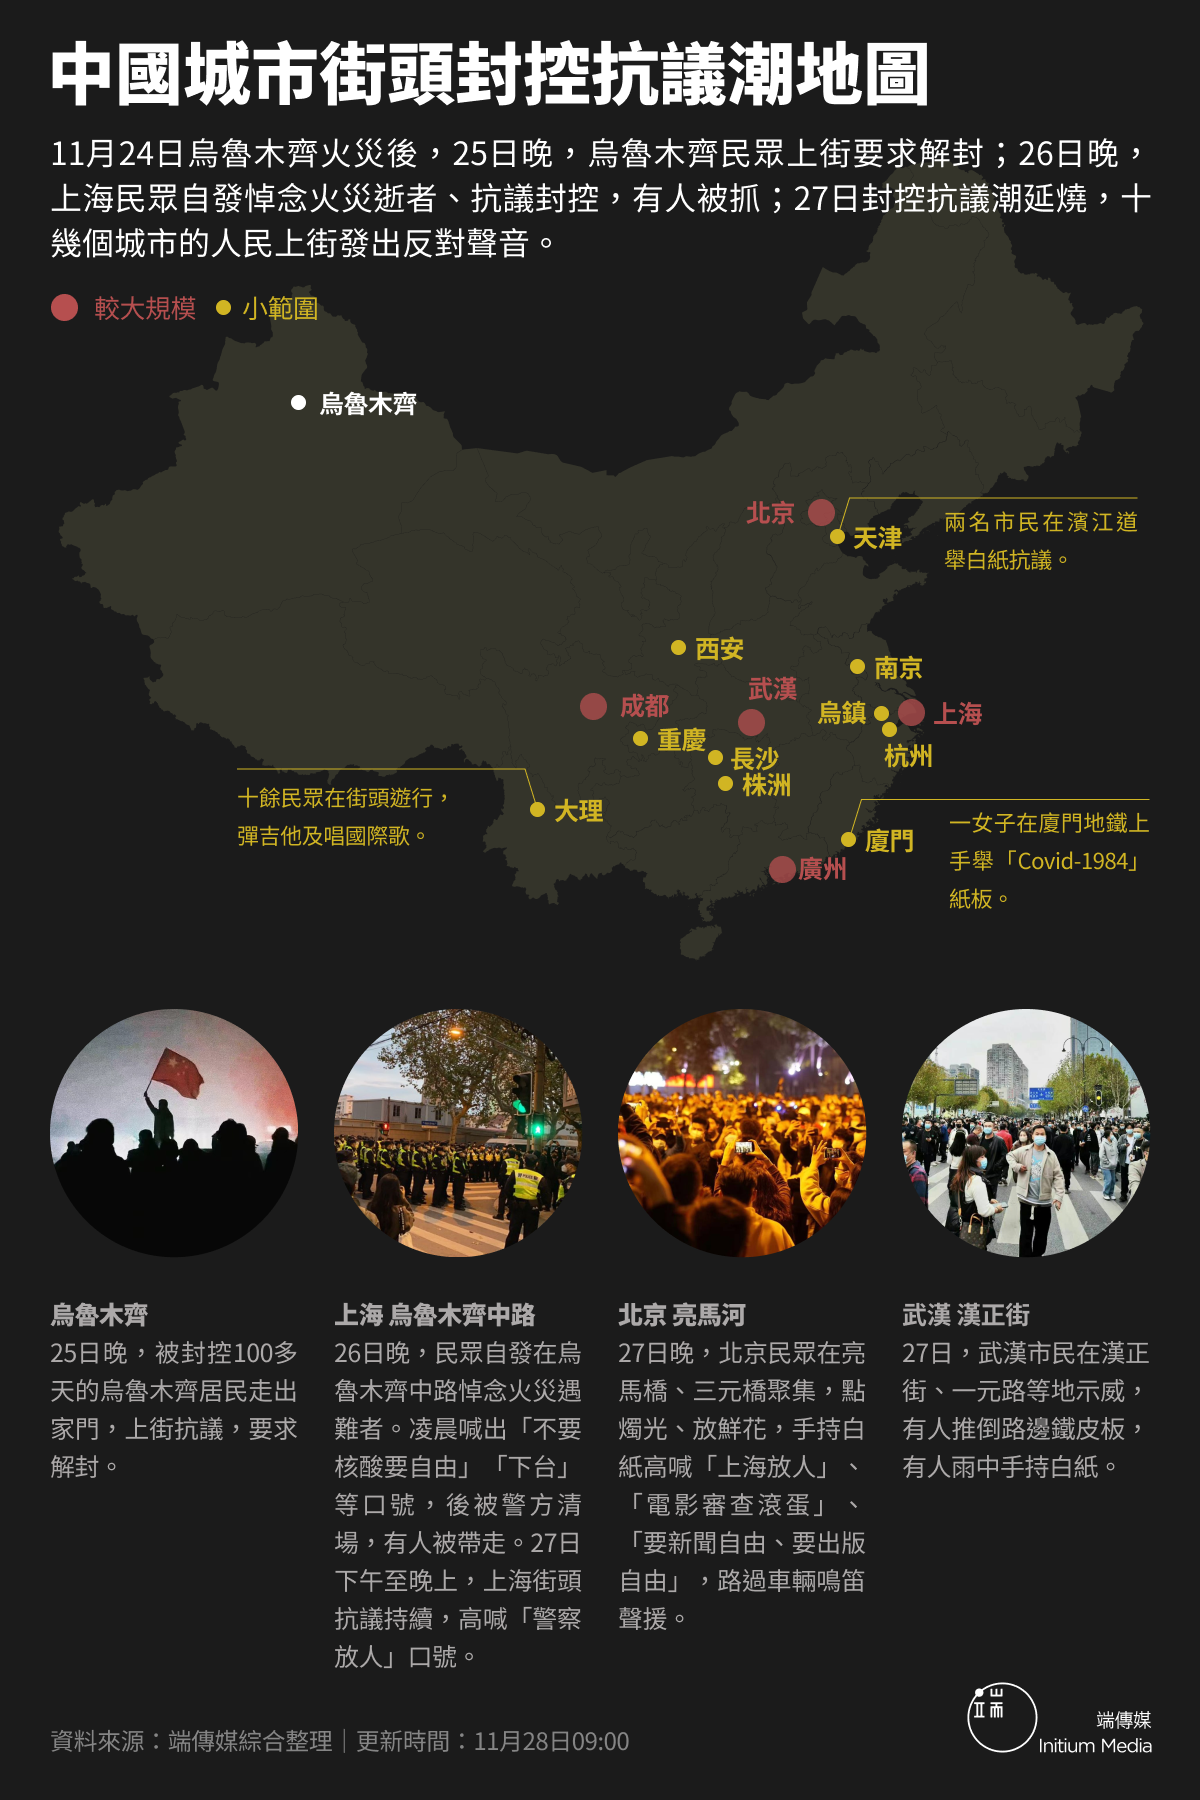 中國城市街頭封控抗議潮地圖
11月24日烏魯木齊火災後，25日晚，烏魯木齊民眾上街要求解封；26日晚，
上海民眾自發悼念火災逝者、抗議封控，有人被抓；27日封控抗議潮延燒，十
幾個城市的人民上街發出反對聲音。
較大規模 小範圍
烏魯木齊
北京
天津
兩名市民在濱江道
舉白紙抗議。
西安
南京
武漢
成都
烏鎮
上海
重慶
長沙
杭州
株洲
十餘民眾在街頭遊行，
彈吉他及唱國際歌。
大理
廈門
一女子在廈門地鐵上
手舉「Covid-1984」
紙板。
廣州
烏魯木齊
25日晚，被封控100多
天的烏魯木齊居民走出
家門，上街抗議，要求
解封。
上海 烏魯木齊中路
26日晚，民眾自發在烏
魯木齊中路悼念火災遇
難者。凌晨喊出「不要
核酸要自由」「下台」
等口號，後被警方清
場，有人被帶走。27日
下午至晚上，上海街頭
抗議持續，高喊「警察
放人」口號。
北京 亮馬河
27日晚，北京民眾在亮
馬橋、三元橋聚集，點
燭光、放鮮花，手持白
紙高喊「上海放人」、
「電影審查滾蛋」、
「要新聞自由、要出版
自由」，路過車輛鳴笛
聲援。
武漢 漢正街
27日，武漢市民在漢正
街、一元路等地示威，
有人推倒路邊鐵皮板，
有人雨中手持白紙。
資料來源：端傳媒綜合整理｜更新時間：11月28日09:00
端
端傳媒
Initium Media